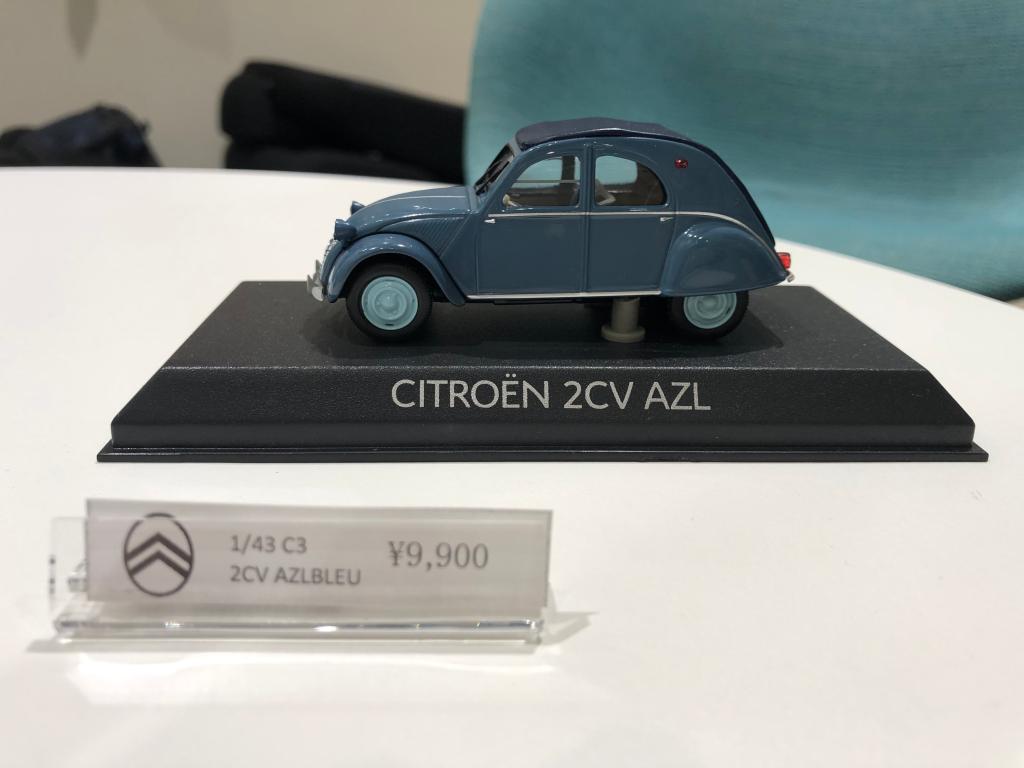 CITROËN 2CV AZL
1/43 C3
2CV AZLBLEU
¥9,900